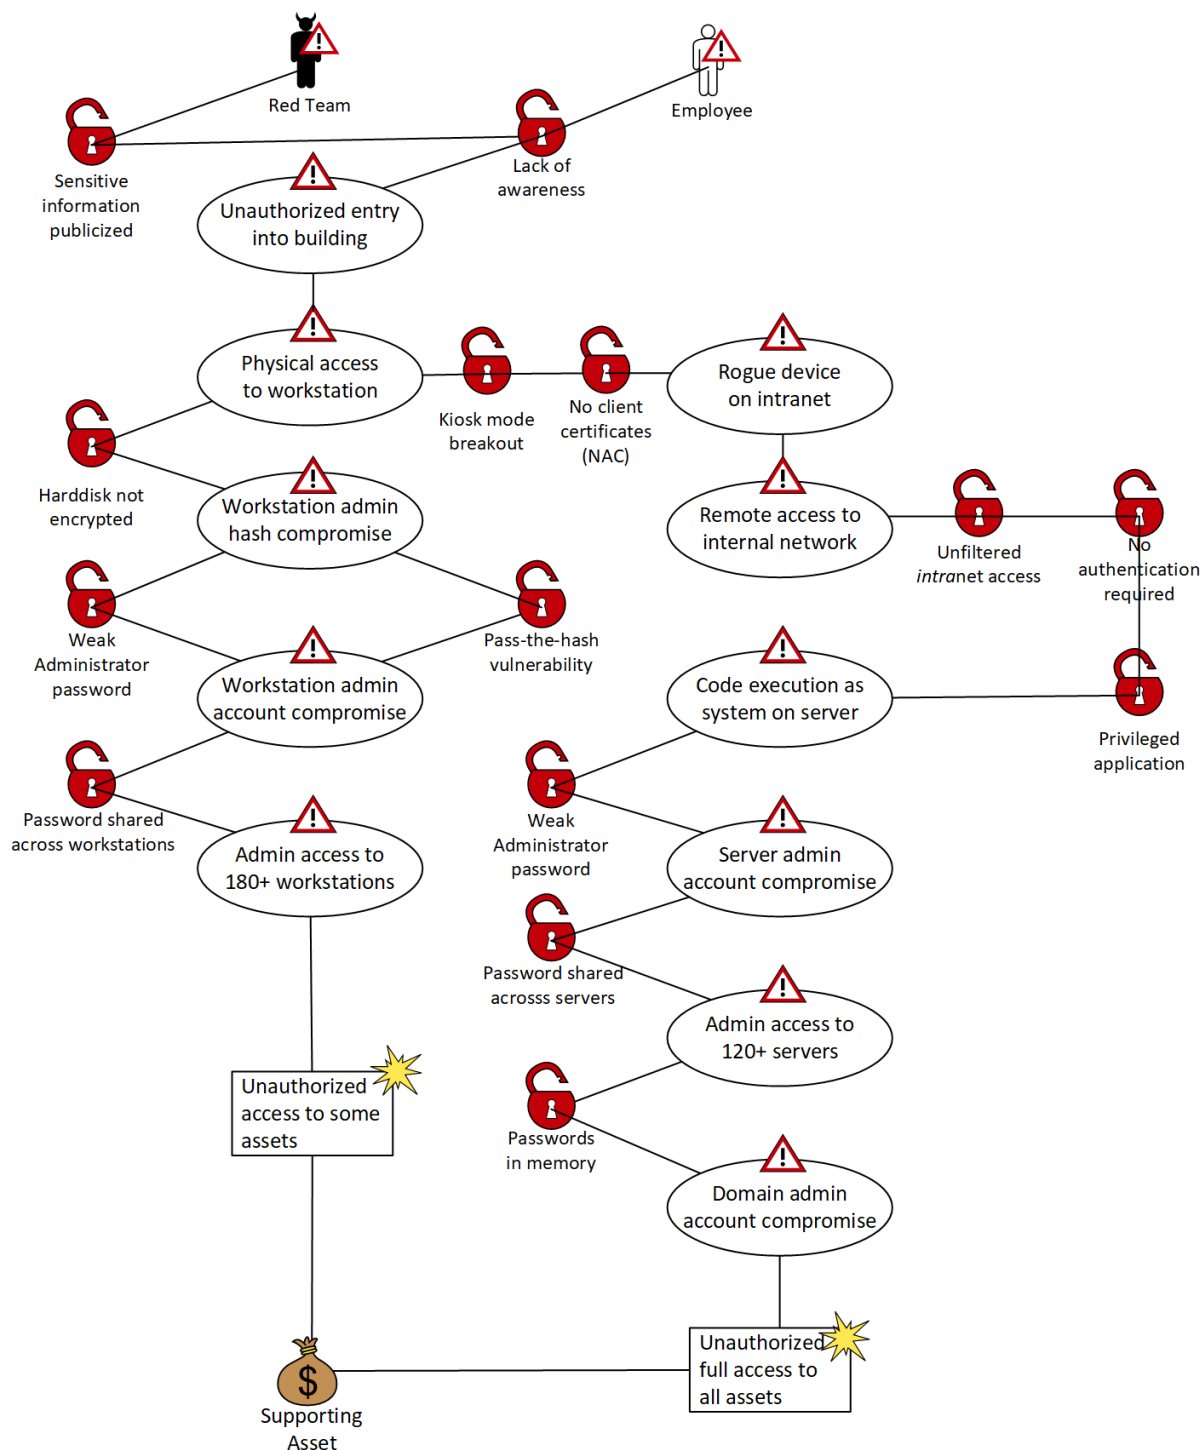 Red Team
Employee
Sensitive
information
publicized
Lack of
awareness
Unauthorized entry
into building
Physical access
to workstation
Kiosk mode
breakout
No client
certificates
(NAC)
Rogue device
on intranet
Harddisk not
encrypted
Workstation admin
hash compromise
Remote access to
internal network
Unfiltered
intranet access
No
authentication
required
Weak
Administrator
password
Pass-the-hash
vulnerability
Workstation admin
account compromise
Code execution as
system on server
Privileged
application
Password shared
across workstations
Admin access to
180+ workstations
Weak
Administrator
password
Server admin
account compromise
Password shared
acrosss servers
Admin access to
120+ servers
Unauthorized
access to some
assets
Passwords
in memory
Domain admin
account compromise
Unauthorized
full access to
all assets
$
Supporting
Asset